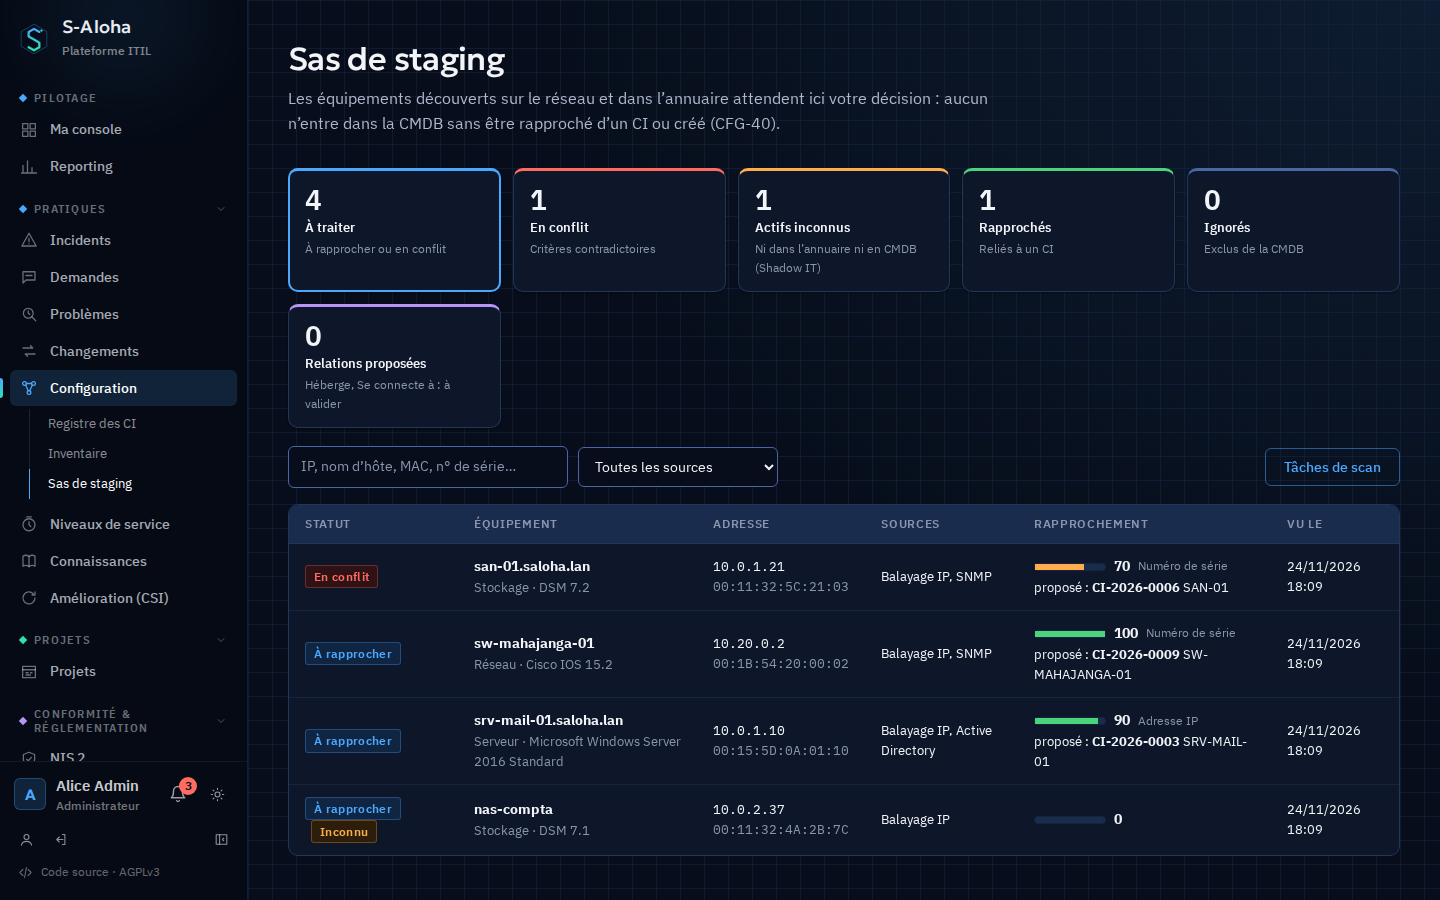 S-Aloha
Plateforme ITIL
PILOTAGE
Ma console
Reporting
PRATIQUES
Incidents
Demandes
Problèmes
Changements
Configuration
Registre des CI
Inventaire
Sas de staging
Niveaux de service
Connaissances
Amélioration (CSI)
PROJETS
Projets
CONFORMITÉ &
RÉGLEMENTATION
NIS 2
A
Alice Admin
Administrateur
3
Code source · AGPLv3
Sas de staging
Les équipements découverts sur le réseau et dans l’annuaire attendent ici votre décision : aucun
n’entre dans la CMDB sans être rapproché d’un CI ou créé (CFG-40).
4
À traiter
À rapprocher ou en conflit
1
En conflit
Critères contradictoires
1
Actifs inconnus
Ni dans l’annuaire ni en CMDB
(Shadow IT)
1
Rapprochés
Reliés à un CI
0
Ignorés
Exclus de la CMDB
0
Relations proposées
Héberge, Se connecte à : à
valider
IP, nom d’hôte, MAC, n° de série…
Toutes les sources
Tâches de scan
STATUT ÉQUIPEMENT ADRESSE SOURCES RAPPROCHEMENT VU LE
En conflit
san-01.saloha.lan
Stockage · DSM 7.2
10.0.1.21
00:11:32:5C:21:03
Balayage IP, SNMP
70 Numéro de série
proposé : CI-2026-0006 SAN-01
24/11/2026
18:09
À rapprocher
sw-mahajanga-01
Réseau · Cisco IOS 15.2
10.20.0.2
00:1B:54:20:00:02
Balayage IP, SNMP
100 Numéro de série
proposé : CI-2026-0009 SW-
MAHAJANGA-01
24/11/2026
18:09
À rapprocher
srv-mail-01.saloha.lan
Serveur · Microsoft Windows Server
2016 Standard
10.0.1.10
00:15:5D:0A:01:10
Balayage IP, Active
Directory
90 Adresse IP
proposé : CI-2026-0003 SRV-MAIL-
01
24/11/2026
18:09
À rapprocher
Inconnu
nas-compta
Stockage · DSM 7.1
10.0.2.37
00:11:32:4A:2B:7C
Balayage IP
0
24/11/2026
18:09